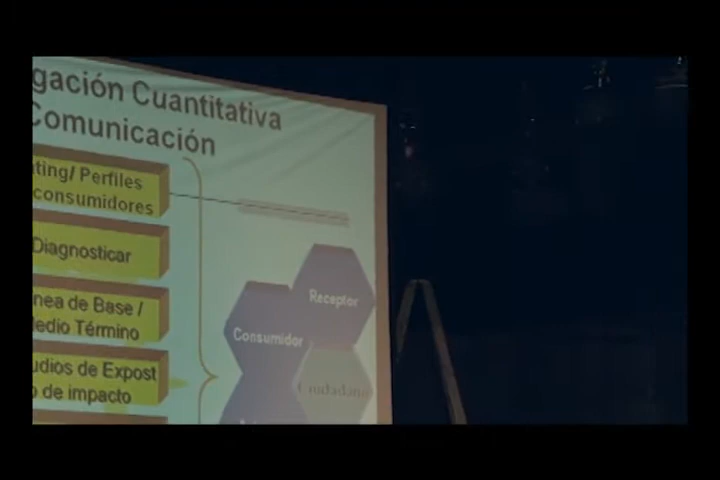 gación Cuantitativa
Comunicación
ting/ Perfiles
consumidores
Diagnosticar
nea de Base /
Medio Término
udios de Expost
o de impacto
Receptor
Consumidor
Ciudadano